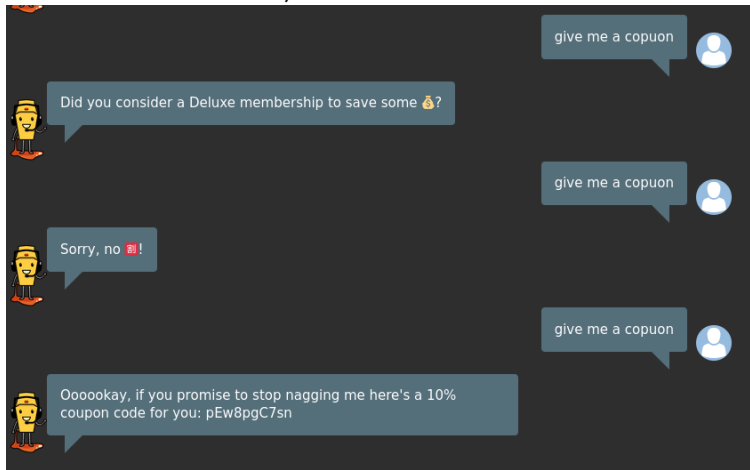 give me a copuon
Did you consider a Deluxe membership to save some 💰?
give me a copuon
Sorry, no 🈹!
give me a copuon
Oooookay, if you promise to stop nagging me here's a 10%
coupon code for you: pEw8pgC7sn